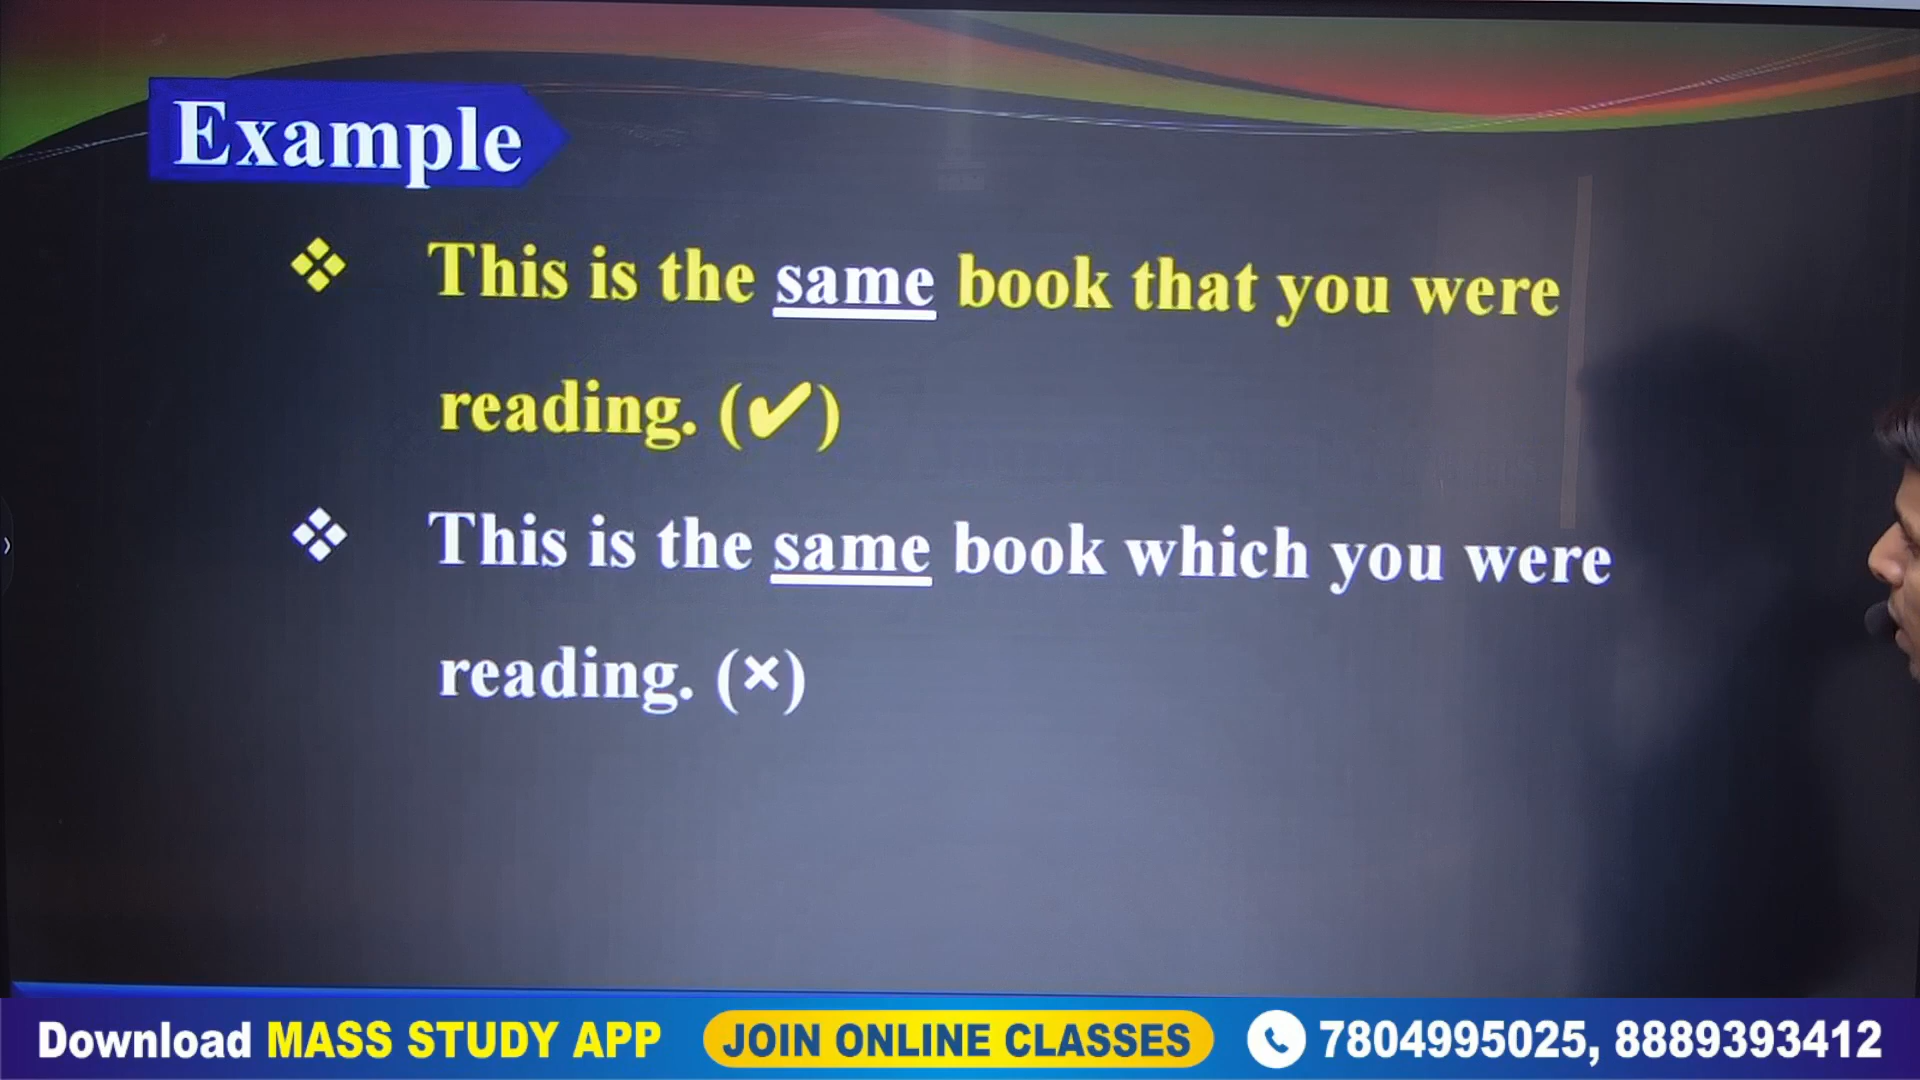 Example
❖ This is the same book that you were
reading. (✔)
❖ This is the same book which you were
reading. (×)
Download MASS STUDY APP JOIN ONLINE CLASSES 7804995025, 8889393412